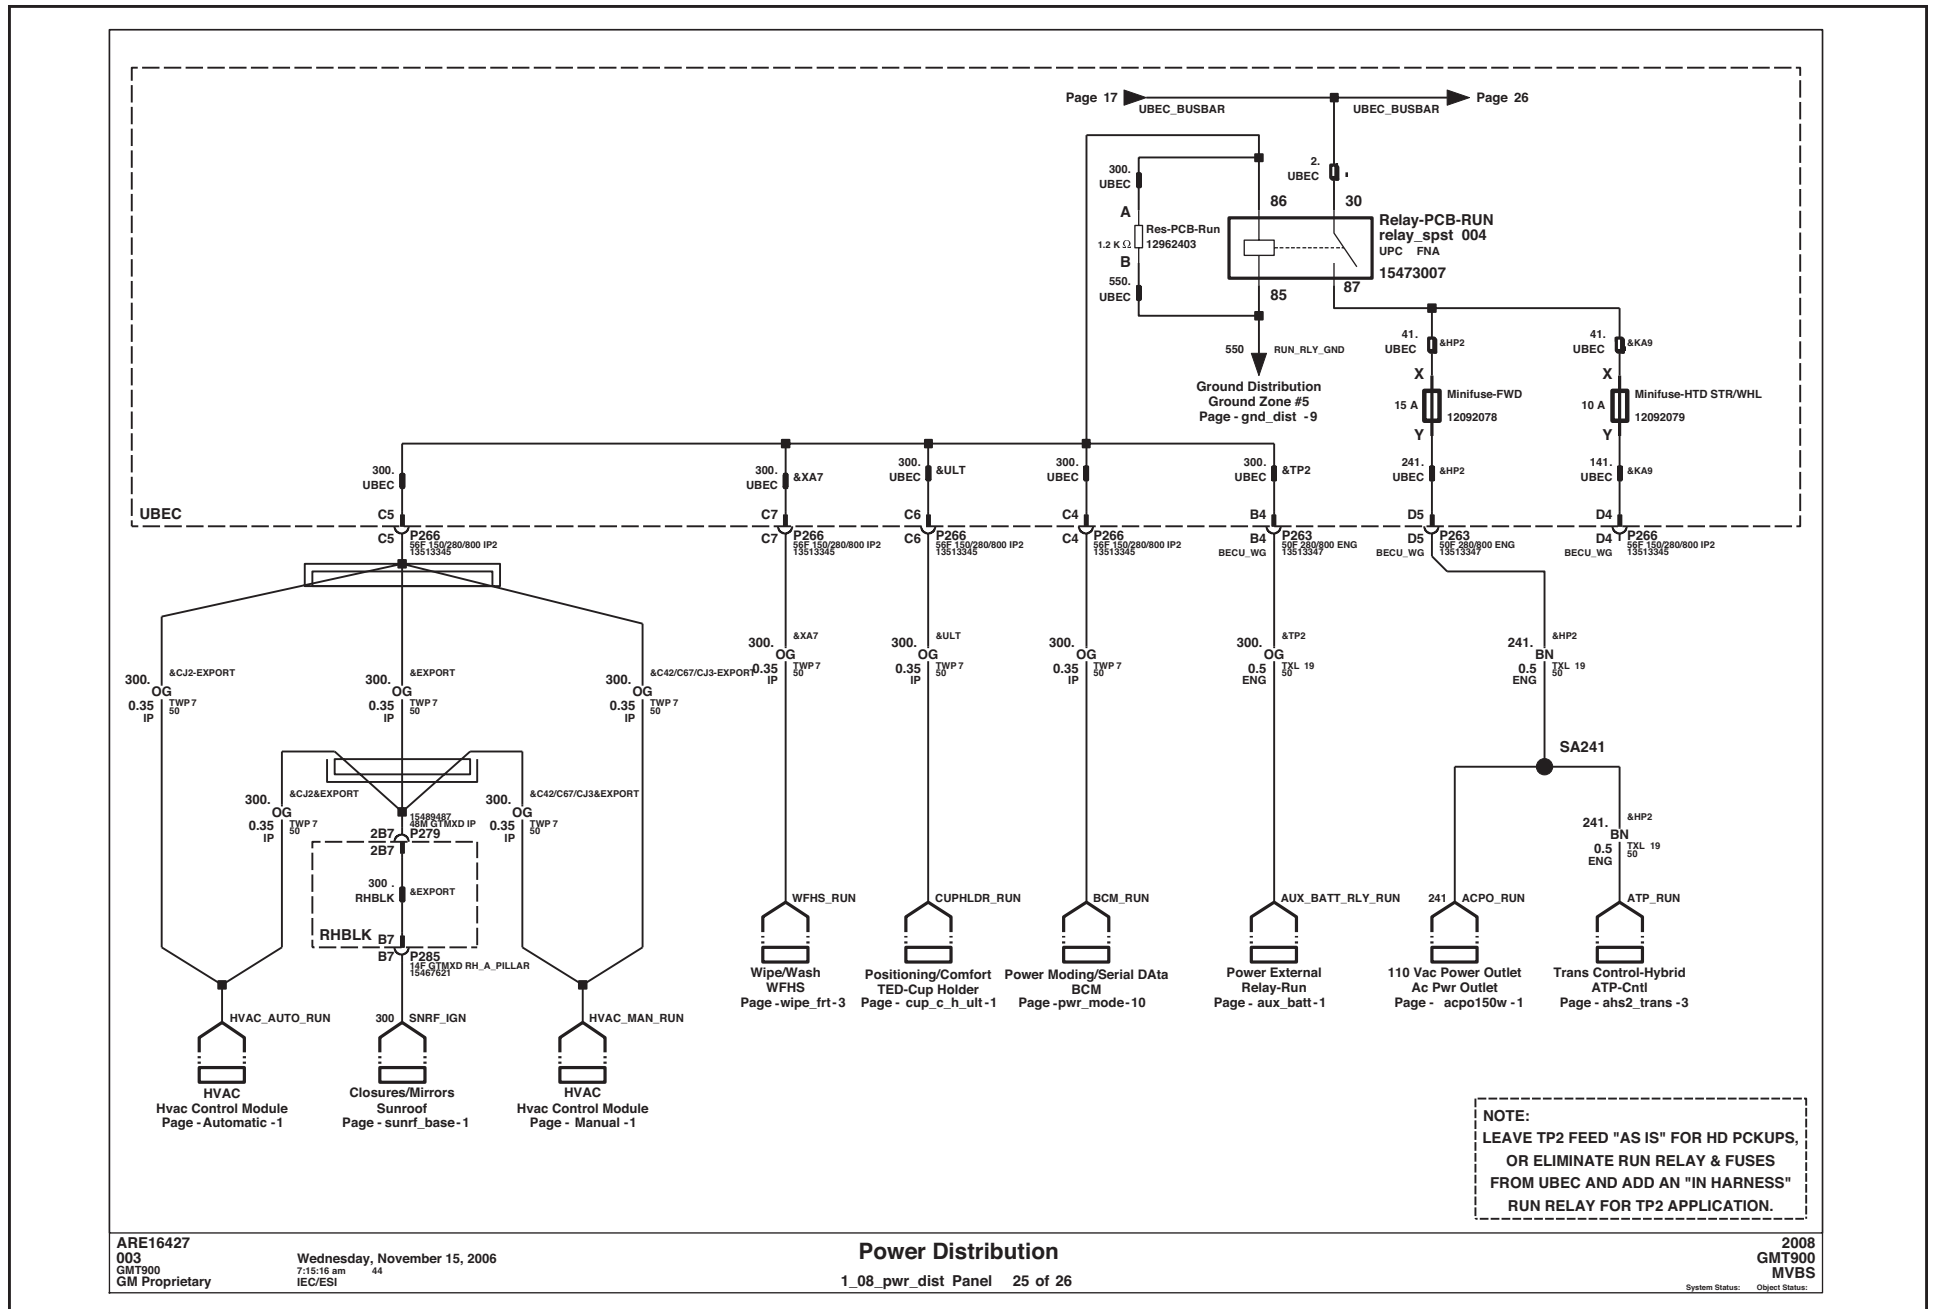 Page 17
UBEC_BUSBAR
UBEC_BUSBAR
Page 26
300.
UBEC
A
1.2 K Ω
Res-PCB-Run
12962403
B
550.
UBEC
2.
UBEC
86
30
Relay-PCB-RUN
relay_spst 004
UPC FNA
15473007
85
87
550
RUN_RLY_GND
Ground Distribution
Ground Zone #5
Page - gnd_dist -9
41.
UBEC
&HP2
X
15 A
Minifuse-FWD
12092078
Y
241.
UBEC
&HP2
41.
UBEC
&KA9
X
10 A
Minifuse-HTD STR/WHL
12092079
Y
141.
UBEC
&KA9
300.
UBEC
300.
UBEC
&XA7
300.
UBEC
&ULT
300.
UBEC
300.
UBEC
&TP2
UBEC
C5
C7
C6
C4
B4
D5
D4
C5
P266
56F 150/280/800 IP2
13513345
C7
P266
56F 150/280/800 IP2
13513345
C6
P266
56F 150/280/800 IP2
13513345
C4
P266
56F 150/280/800 IP2
13513345
B4
P263
BECU_WG
50F 280/800 ENG
13513347
D5
P263
BECU_WG
50F 280/800 ENG
13513347
D4
P266
BECU_WG
56F 150/280/800 IP2
13513345
300.
&CJ2-EXPORT
OG
0.35
TWP 7
50
IP
300.
&EXPORT
OG
0.35
TWP 7
50
IP
300.
&C42/C67/CJ3-EXPORT
OG
0.35
TWP 7
50
IP
300.
&XA7
OG
0.35
TWP 7
50
IP
300.
&ULT
OG
0.35
TWP 7
50
IP
300.
OG
0.35
TWP 7
50
IP
300.
&TP2
OG
0.5
TXL 19
50
ENG
241.
&HP2
BN
0.5
TXL 19
50
ENG
SA241
241.
&HP2
BN
0.5
TXL 19
50
ENG
300.
&CJ2&EXPORT
OG
0.35
TWP 7
50
IP
300.
&C42/C67/CJ3&EXPORT
OG
0.35
TWP 7
50
IP
15489487
48M GTMXD IP
2B7
P279
2B7
300 .
RHBLK
&EXPORT
RHBLK
B7
B7
P285
14F GTMXD RH_A_PILLAR
15467621
WFHS_RUN
Wipe/Wash
WFHS
Page -wipe_frt-3
CUPHLDR_RUN
Positioning/Comfort
TED-Cup Holder
Page - cup_c_h_ult-1
BCM_RUN
Power Moding/Serial DAta
BCM
Page -pwr_mode-10
AUX_BATT_RLY_RUN
Power External
Relay-Run
Page - aux_batt-1
241
ACPO_RUN
110 Vac Power Outlet
Ac Pwr Outlet
Page - acpo150w -1
ATP_RUN
Trans Control-Hybrid
ATP-Cntl
Page - ahs2_trans -3
HVAC_AUTO_RUN
HVAC
Hvac Control Module
Page - Automatic -1
300
SNRF_IGN
Closures/Mirrors
Sunroof
Page - sunrf_base-1
HVAC_MAN_RUN
HVAC
Hvac Control Module
Page - Manual -1
NOTE:
LEAVE TP2 FEED "AS IS" FOR HD PCKUPS,
OR ELIMINATE RUN RELAY & FUSES
FROM UBEC AND ADD AN "IN HARNESS"
RUN RELAY FOR TP2 APPLICATION.
ARE16427
003
GMT900
GM Proprietary
Wednesday, November 15, 2006
7:15:16 am 44
IEC/ESI
Power Distribution
1_08_pwr_dist Panel 25 of 26
2008
GMT900
MVBS
System Status: Object Status: